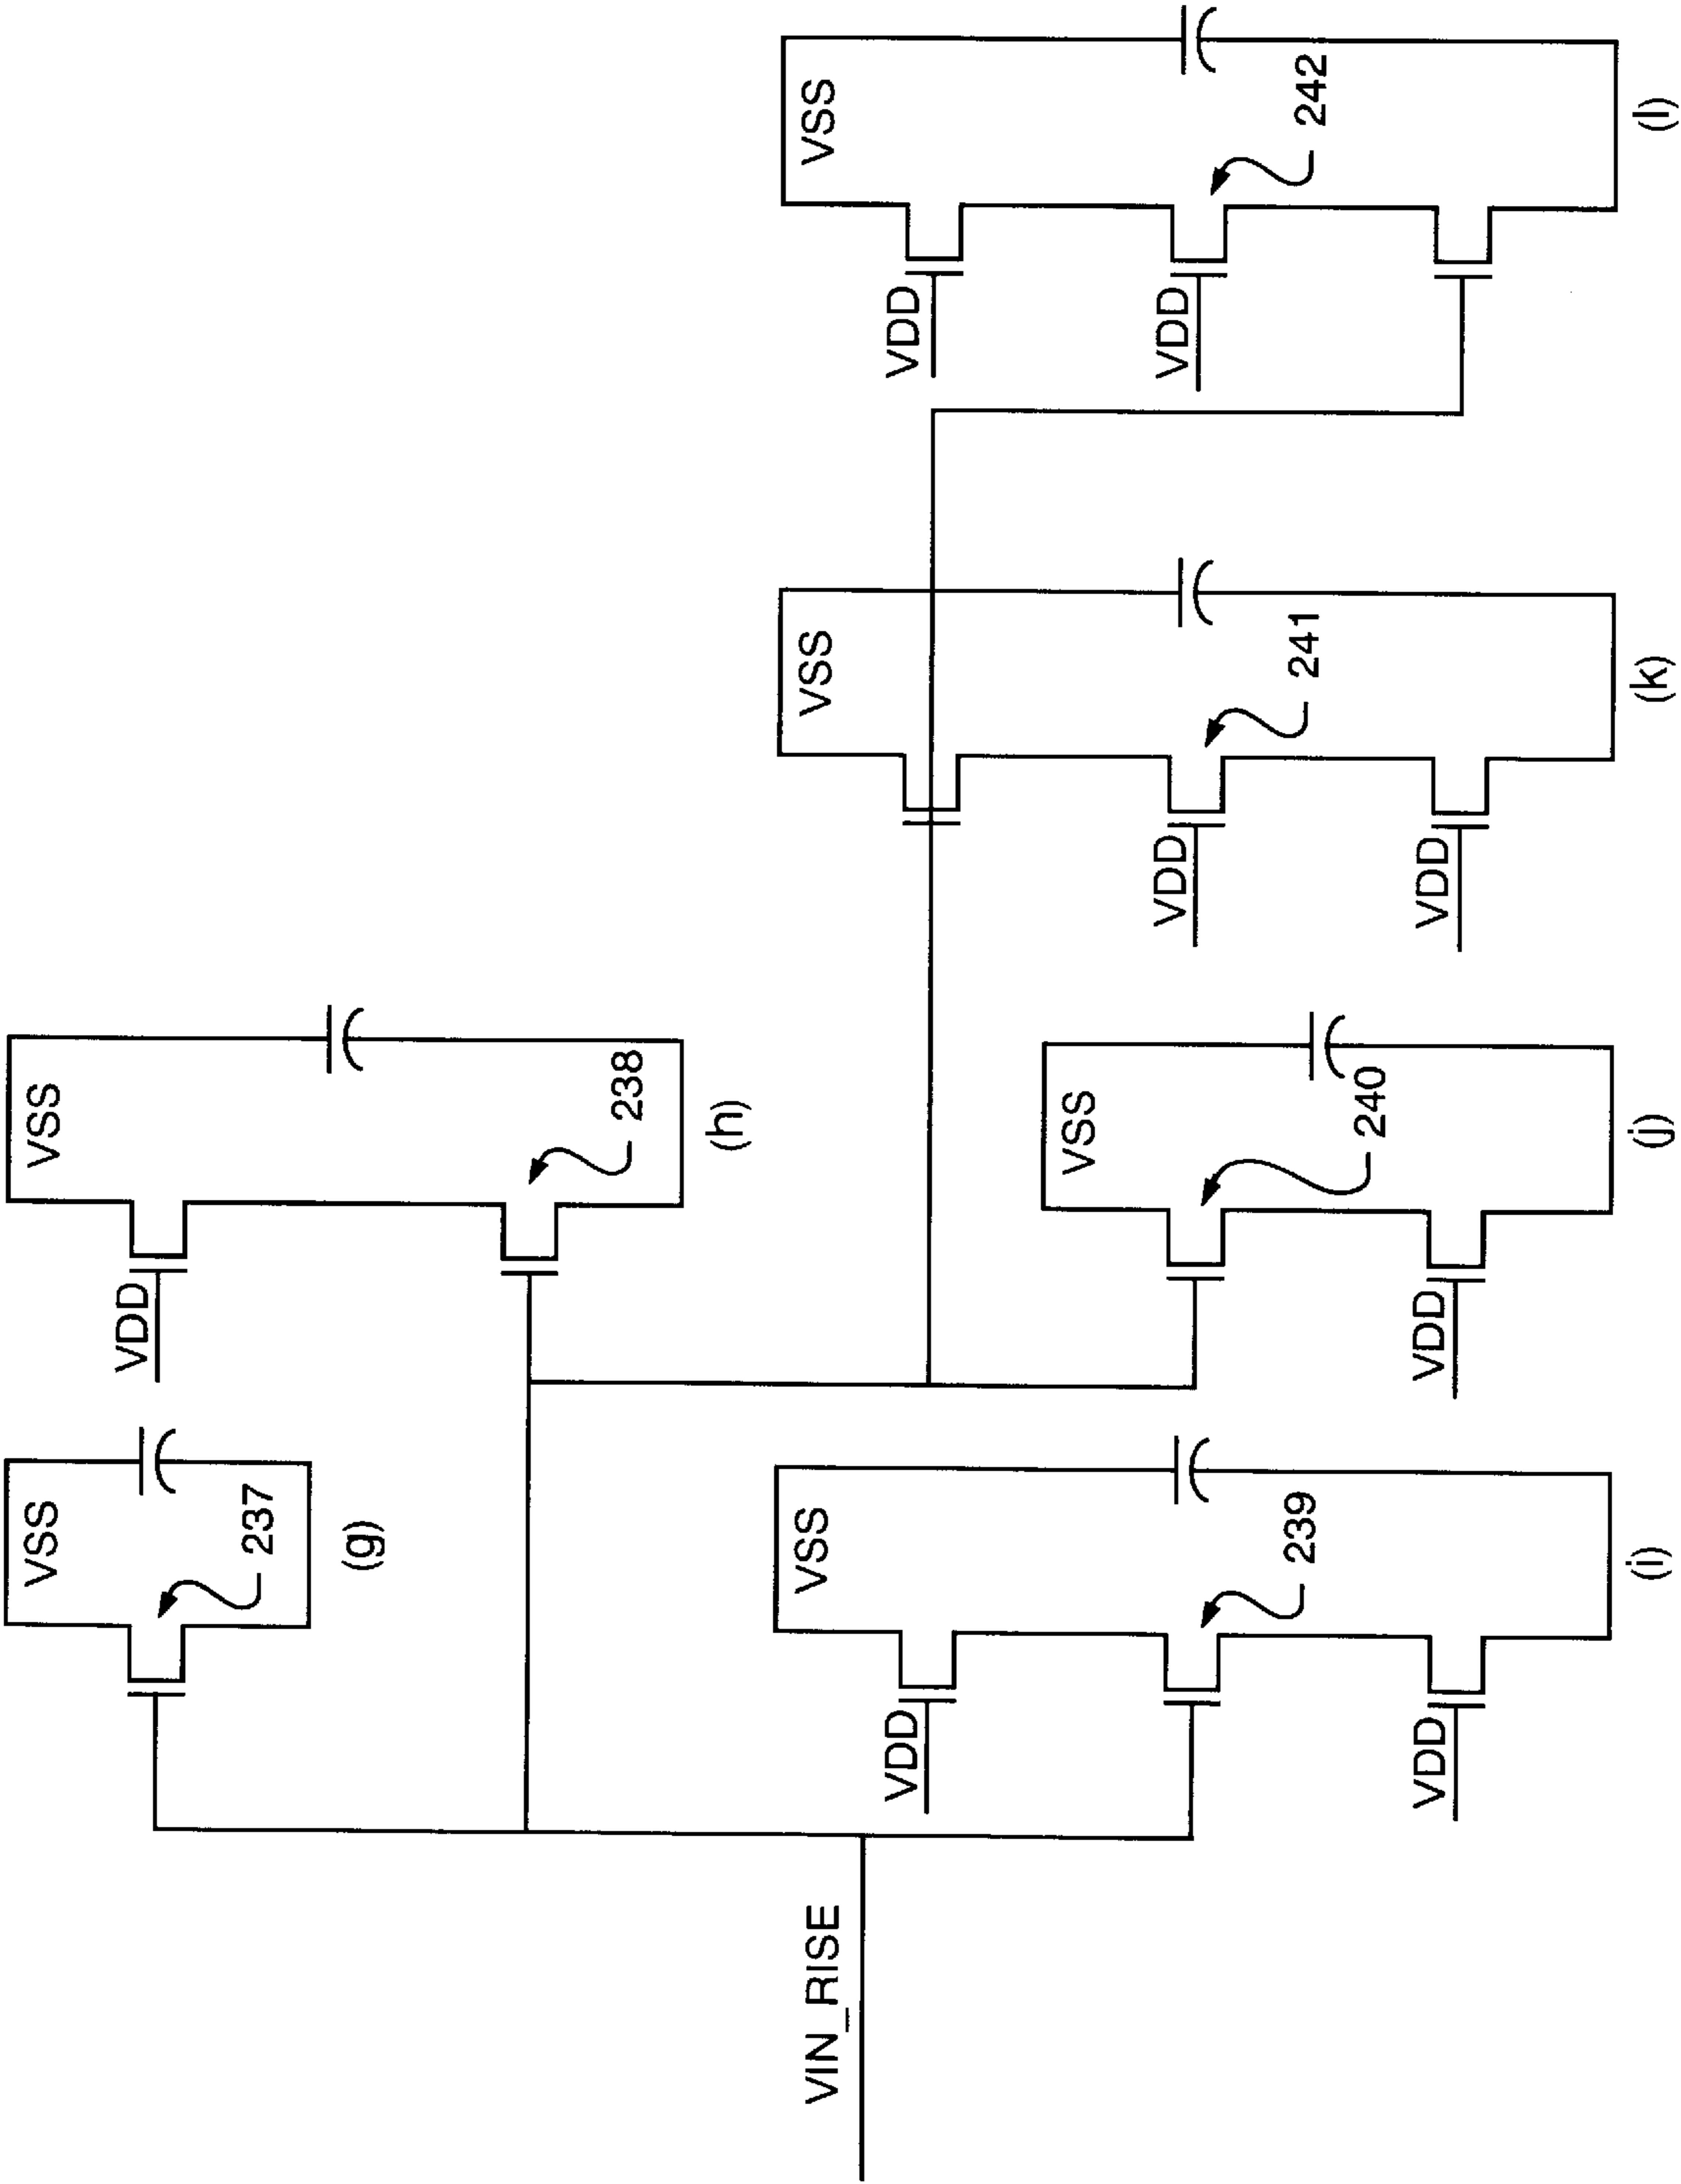 VIN_RISE
VSS
237
(g)
VSS
VDD
238
(h)
VSS
VDD
239
VDD
(i)
VSS
240
VDD
(j)
VSS
VDD
241
VDD
(k)
VSS
VDD
VDD
242
(l)